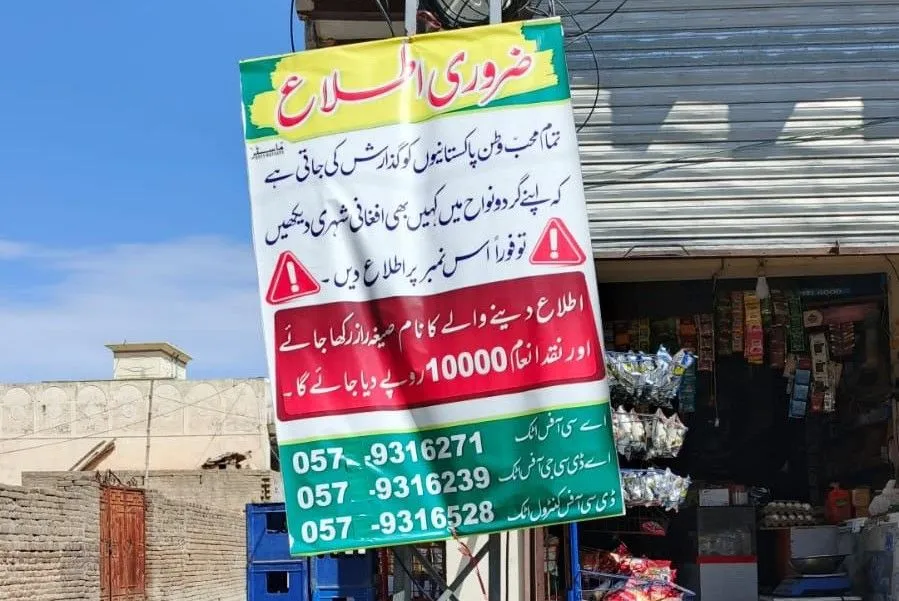 ضروری اطلاع
تمام محبّ وطن پاکستانیوں کو گذارش کی جاتی ہے
کہ اپنے گردونواح میں کہیں بھی افغانی شہری دیکھیں
تو فوراً اس نمبر پر اطلاع دیں ۔
اطلاع دینے والے کا نام صیغہ راز رکھا جائے
اور نقد انعام 10000 روپے دیا جائے گا ۔
اے سی آفس اٹک 057 -9316271
اے ڈی سی جی آفس اٹک 057 -9316239
ڈی سی آفس کنٹرول اٹک 057 -9316528